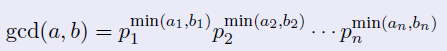 gcd(a, b) = p_1^{min(a_1,b_1)} p_2^{min(a_2,b_2)} ··· p_n^{min(a_n,b_n)}